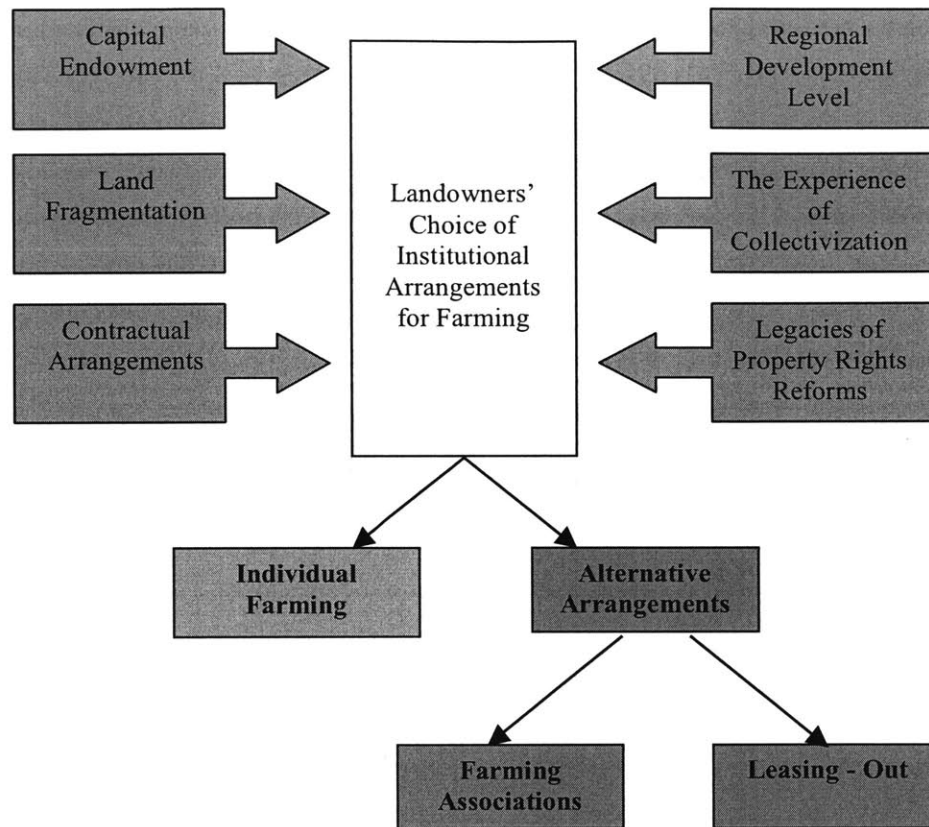 Capital
Endowment
Land
Fragmentation
Contractual
Arrangements
Landowners’
Choice of
Institutional
Arrangements
for Farming
Regional
Development
Level
The Experience
of
Collectivization
Legacies of
Property Rights
Reforms
Individual
Farming
Alternative
Arrangements
Farming
Associations
Leasing - Out